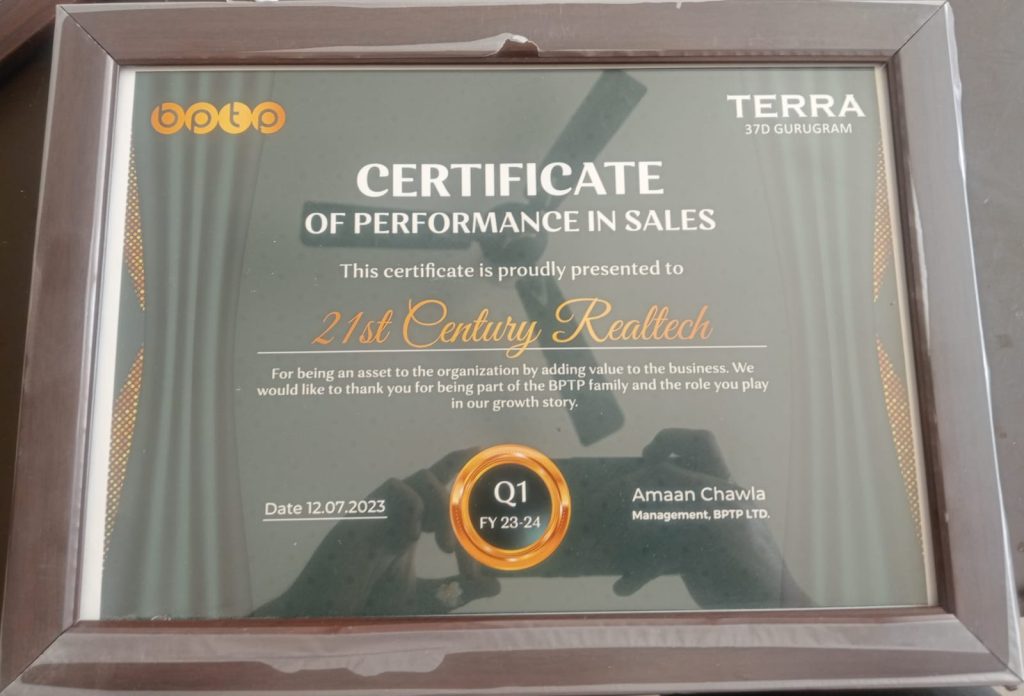 bptp
TERRA
37D GURUGRAM
CERTIFICATE
OF PERFORMANCE IN SALES
This certificate is proudly presented to
21st Century Realtech
For being an asset to the organization by adding value to the business. We
would like to thank you for being part of the BPTP family and the role you play
in our growth story.
Date 12.07.2023
Q1
FY 23-24
Amaan Chawla
Management, BPTP LTD.